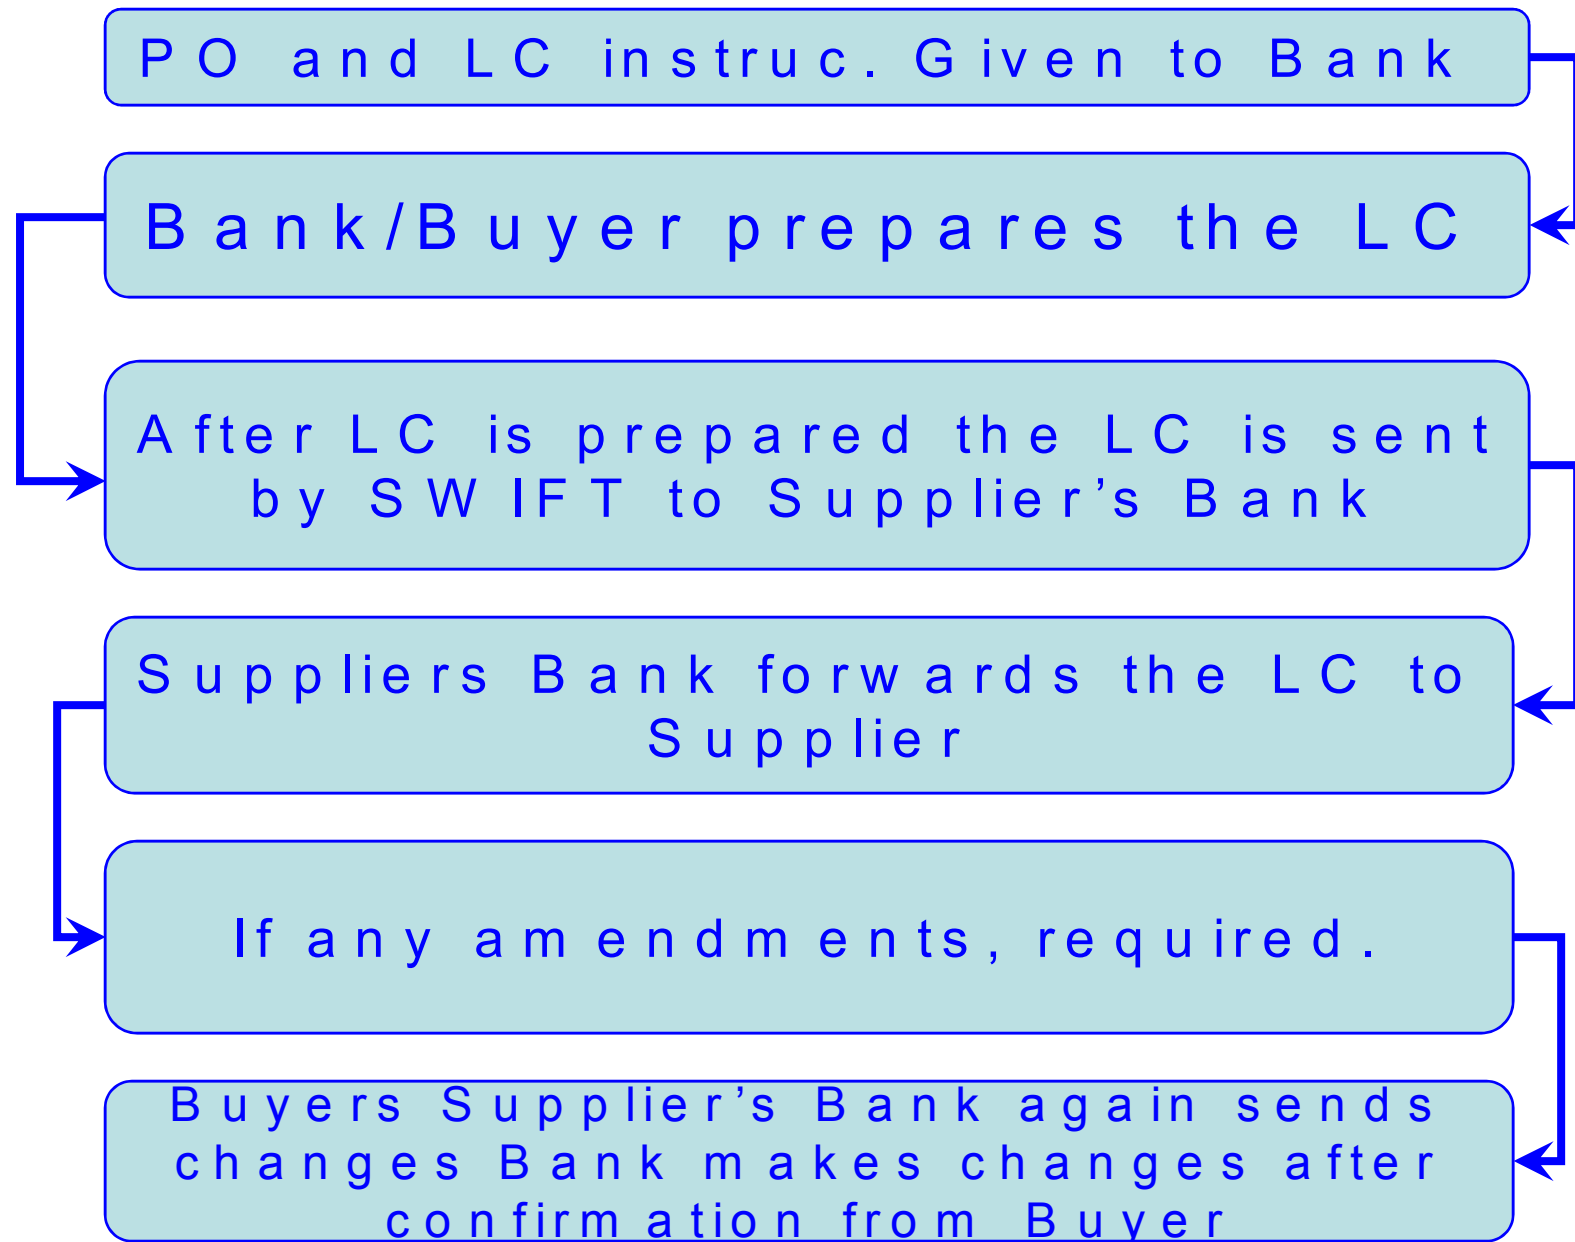 PO and LC instruc. Given to Bank
Bank/Buyer prepares the LC
After LC is prepared the LC is sent
by SWIFT to Supplier’s Bank
Suppliers Bank forwards the LC to
Supplier
If any amendments, required.
Buyers Supplier’s Bank again sends
changes Bank makes changes after
confirmation from Buyer